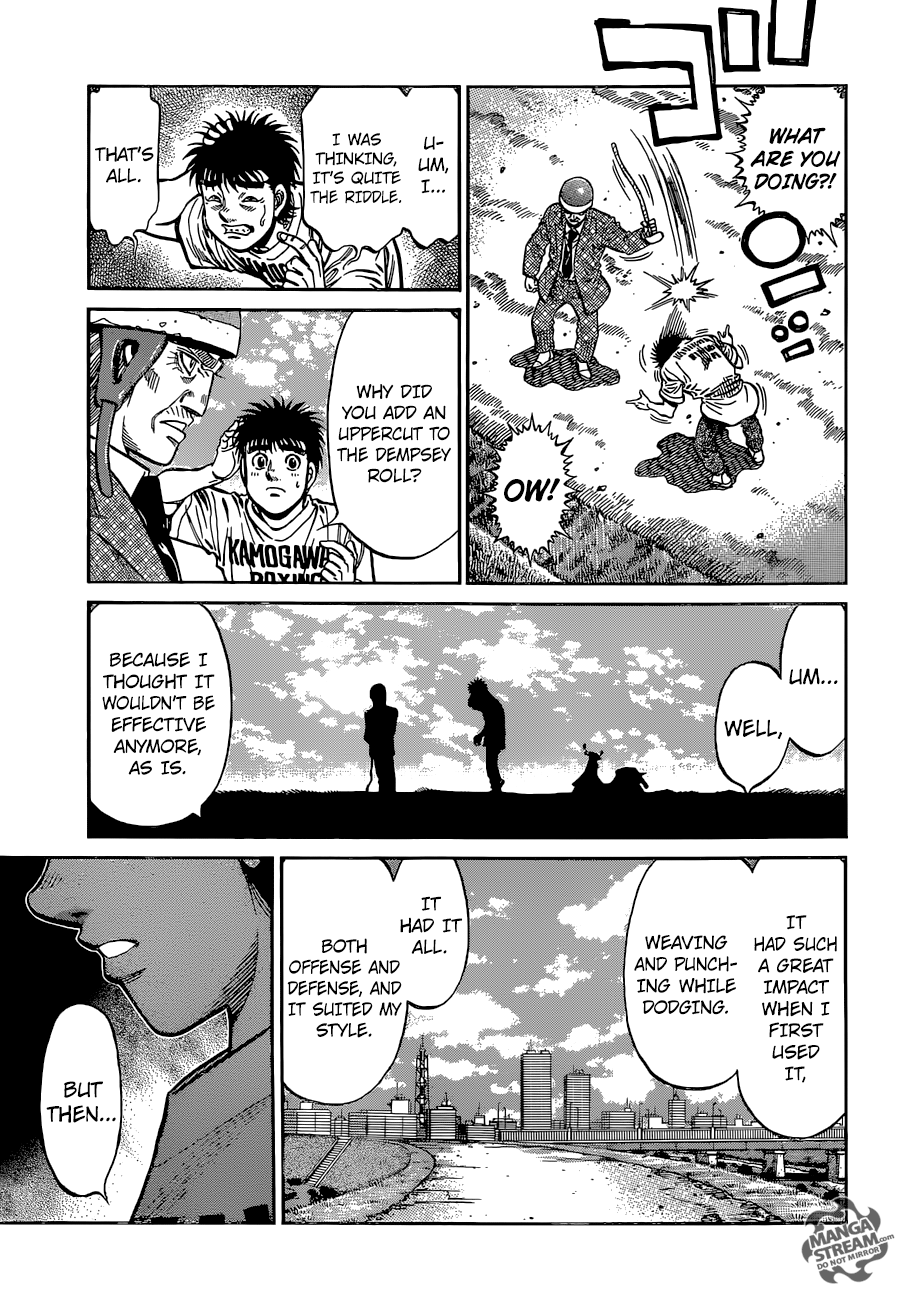 ゴッ
WHAT
ARE YOU
DOING?!
OW!
U-
UM,
I...
I WAS
THINKING,
IT'S QUITE
THE RIDDLE.
THAT'S
ALL.
WHY DID
YOU ADD AN
UPPERCUT TO
THE DEMPSEY
ROLL?
KAMOGAWA
BOXING
UM...
WELL,
BECAUSE I
THOUGHT IT
WOULDN'T BE
EFFECTIVE
ANYMORE,
AS IS.
IT
HAD SUCH
A GREAT
IMPACT
WHEN I
FIRST
USED
IT,
WEAVING
AND PUNCH-
ING WHILE
DODGING.
IT
HAD IT
ALL.
BOTH
OFFENSE AND
DEFENSE, AND
IT SUITED MY
STYLE.
BUT
THEN...
MANGA
STREAM.com
DO NOT MIRROR